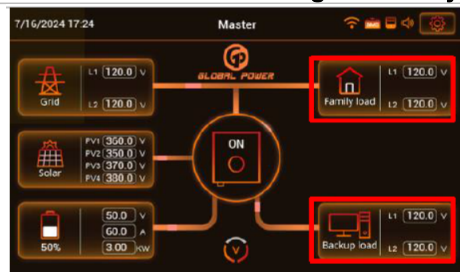 7/16/2024 17:24
Master
GLOBAL POWER
Grid
L1 120.0 V
L2 120.0 V
Family load
L1 120.0 V
L2 120.0 V
Solar
PV1 360.0 V
PV2 350.0 V
PV3 370.0 V
PV4 380.0 V
ON
50%
50.0 V
60.0 A
3.00 KW
Backup load
L1 120.0 V
L2 120.0 V